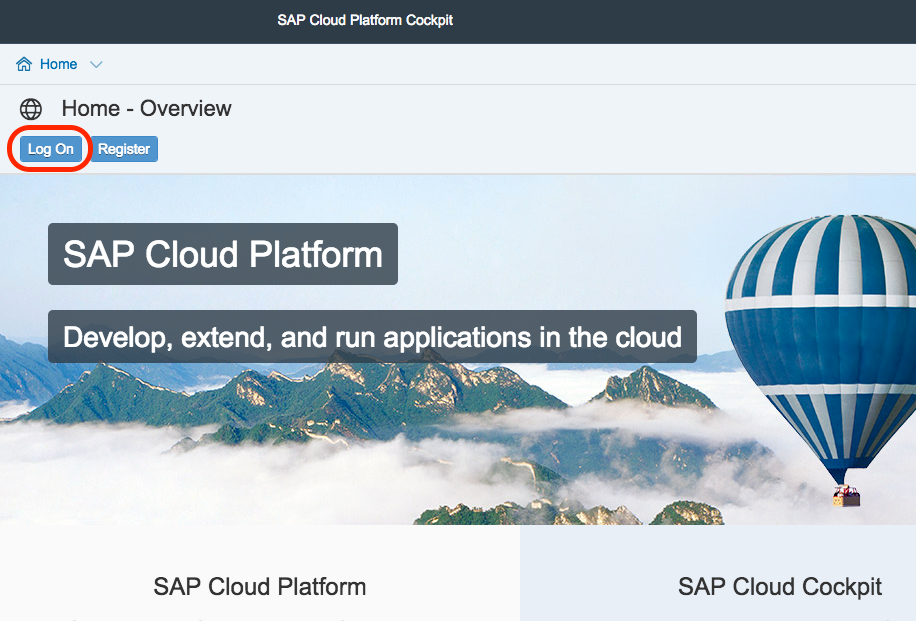 SAP Cloud Platform Cockpit
Home
Home - Overview
Log On Register
SAP Cloud Platform
Develop, extend, and run applications in the cloud
SAP Cloud Platform SAP Cloud Cockpit